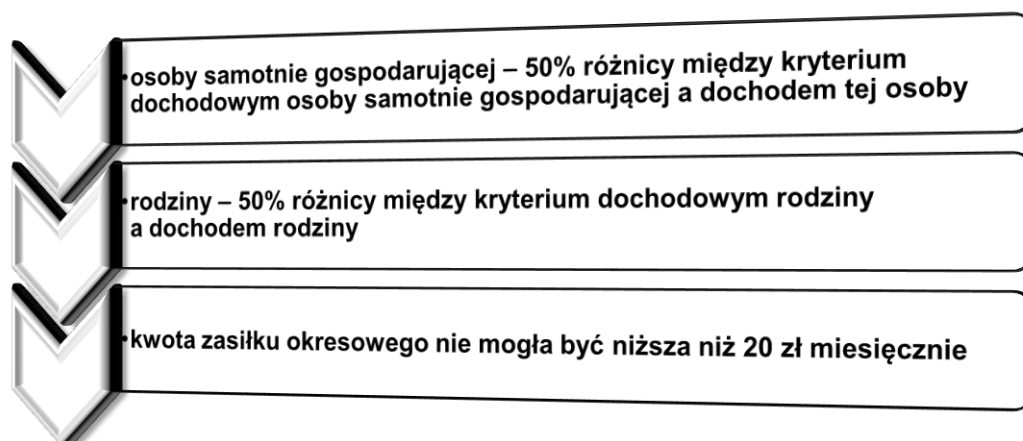 •osoby samotnie gospodarującej – 50% różnicy między kryterium
dochodowym osoby samotnie gospodarującej a dochodem tej osoby
•rodziny – 50% różnicy między kryterium dochodowym rodziny
a dochodem rodziny
•kwota zasiłku okresowego nie mogła być niższa niż 20 zł miesięcznie